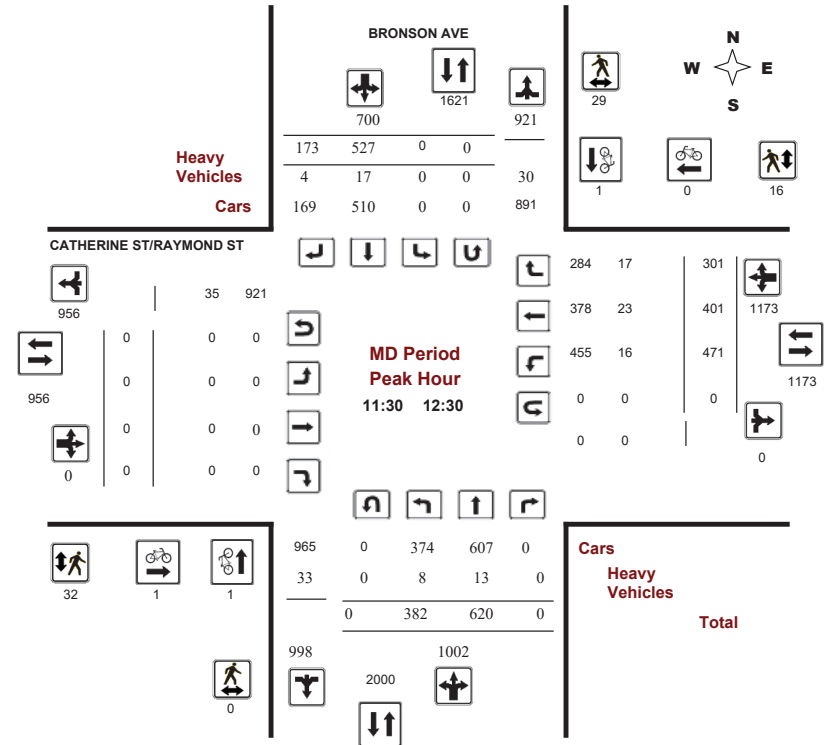 BRONSON AVE
N
W E
S
1621
29
700 921
173 527 0 0
Heavy
Vehicles
4 17 0 0 30
1 0 16
Cars 169 510 0 0 891
CATHERINE ST/RAYMOND ST
284 17 301
35 921
956
378 23 401 1173
0 0 0
MD Period
Peak Hour
455 16 471
1173
0 0 0
956
11:30 12:30
0 0 0
0 0 0
0 0
0
0 0 0
0
965 0 374 607 0 Cars
33 0 8 13 0 Heavy
Vehicles
32 1 1
0 382 620 0 Total
998 1002
2000
0